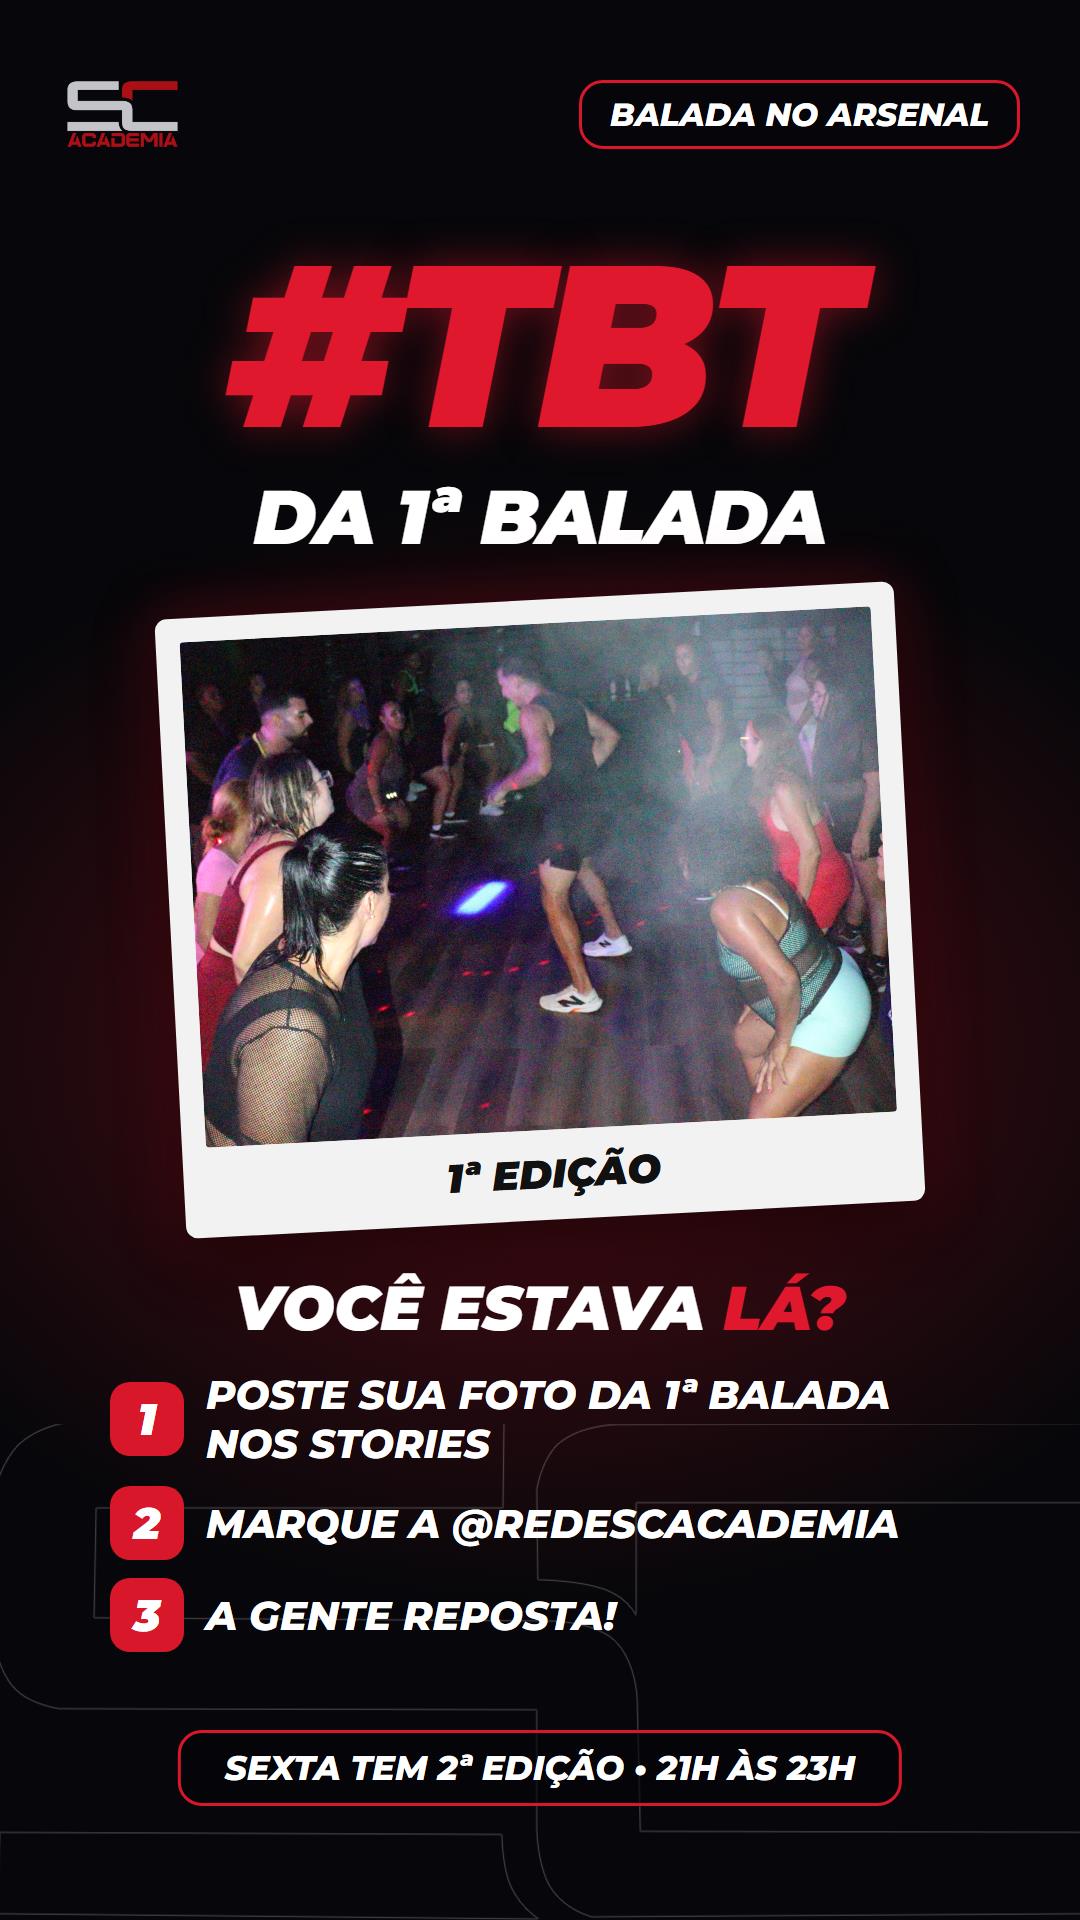 SC
ACADEMIA
BALADA NO ARSENAL
#TBT
DA 1ª BALADA
1ª EDIÇÃO
VOCÊ ESTAVA LÁ?
1 POSTE SUA FOTO DA 1ª BALADA
NOS STORIES
2 MARQUE A @REDESCACADEMIA
3 A GENTE REPOSTA!
SEXTA TEM 2ª EDIÇÃO • 21H ÀS 23H